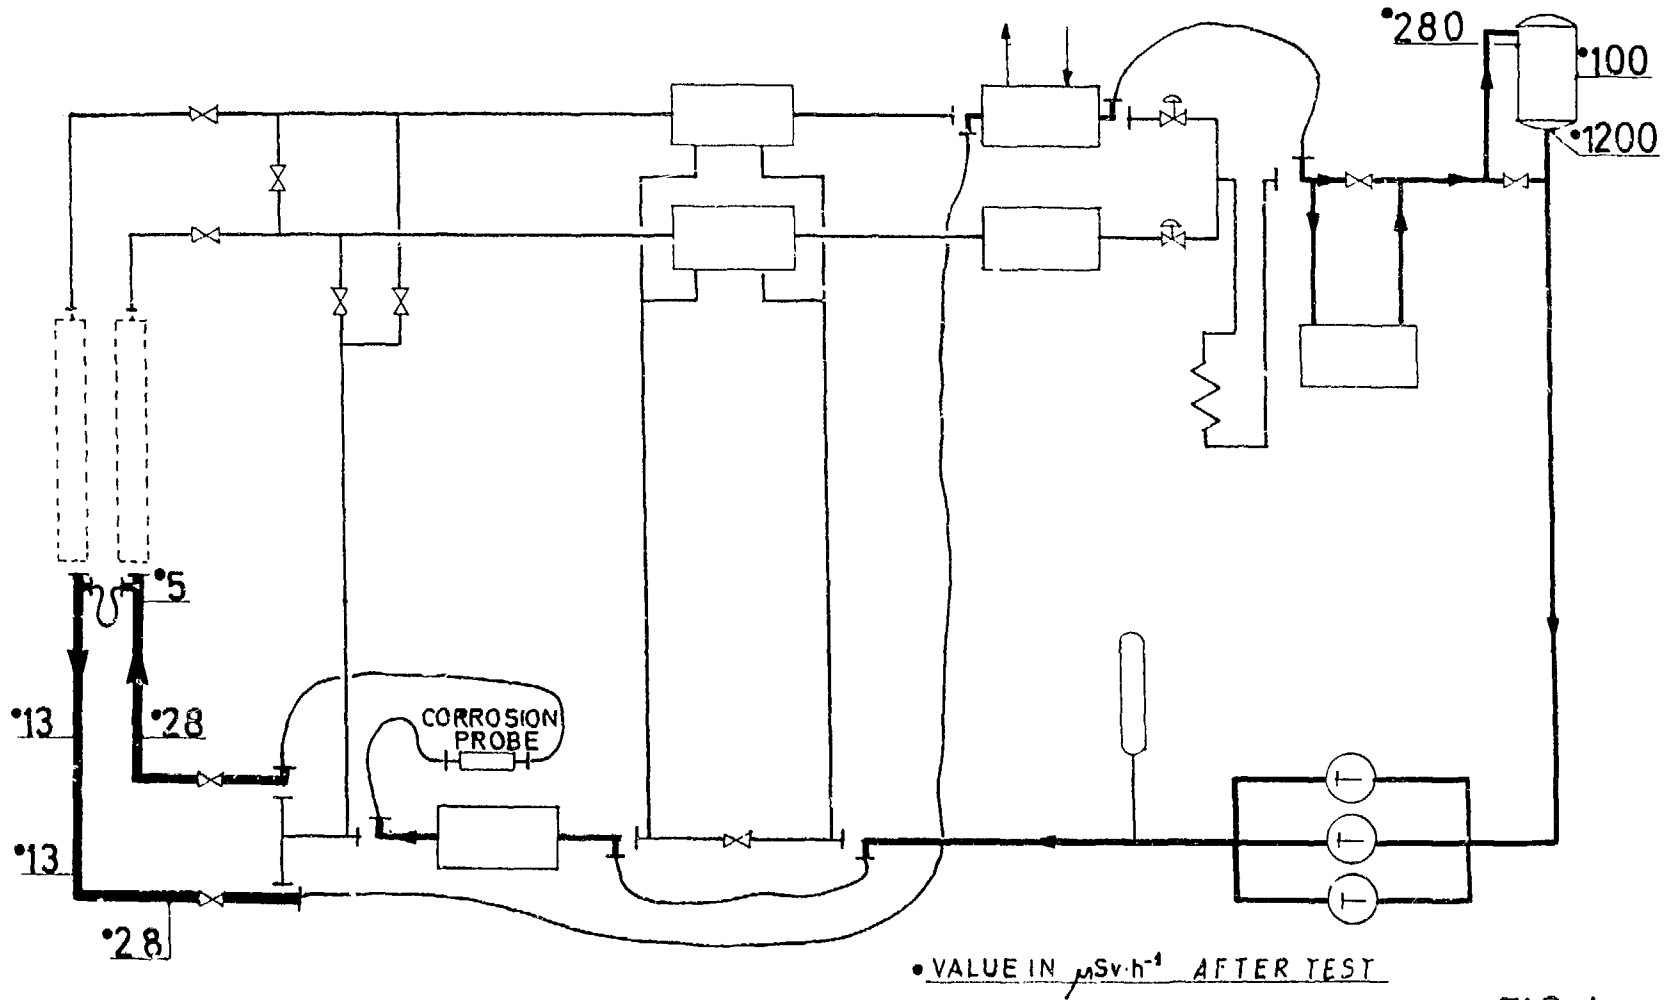 •280
•100
•1200
•5
•13
•28
CORROSION
PROBE
•13
•28
• VALUE IN μSv·h⁻¹ AFTER TEST